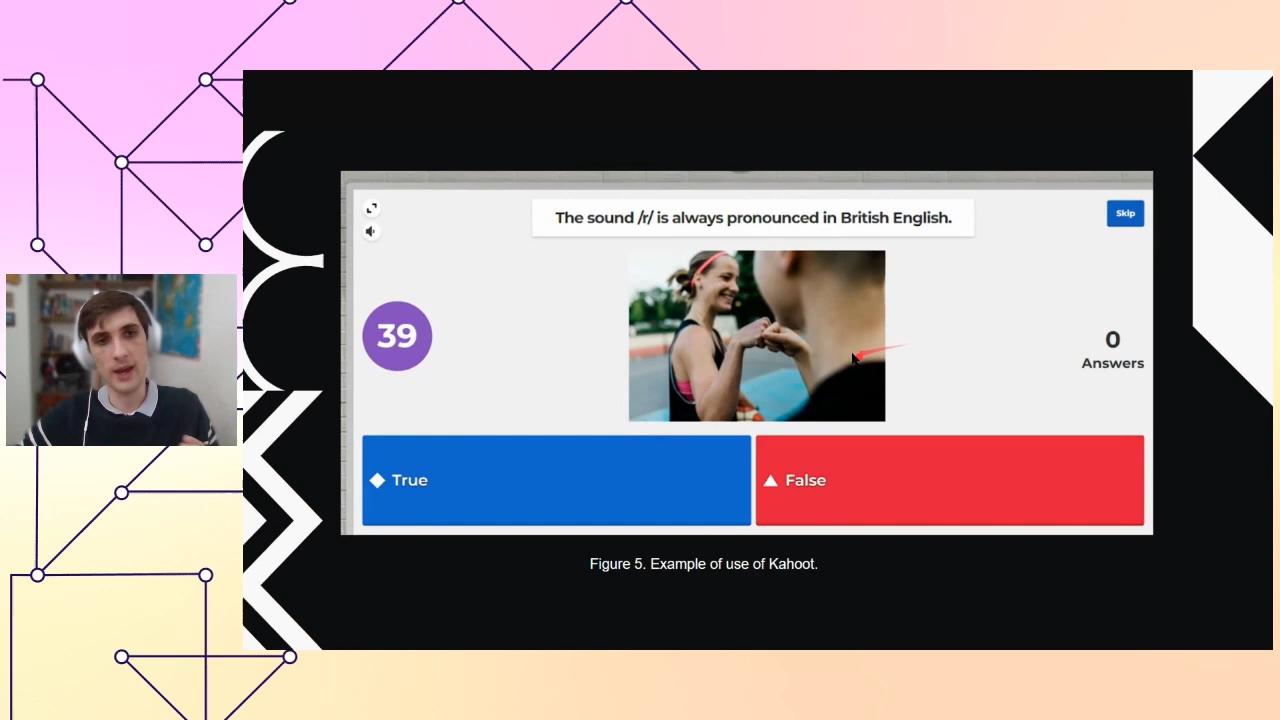 The sound /r/ is always pronounced in British English.
Skip
39
0
Answers
True
False
Figure 5. Example of use of Kahoot.